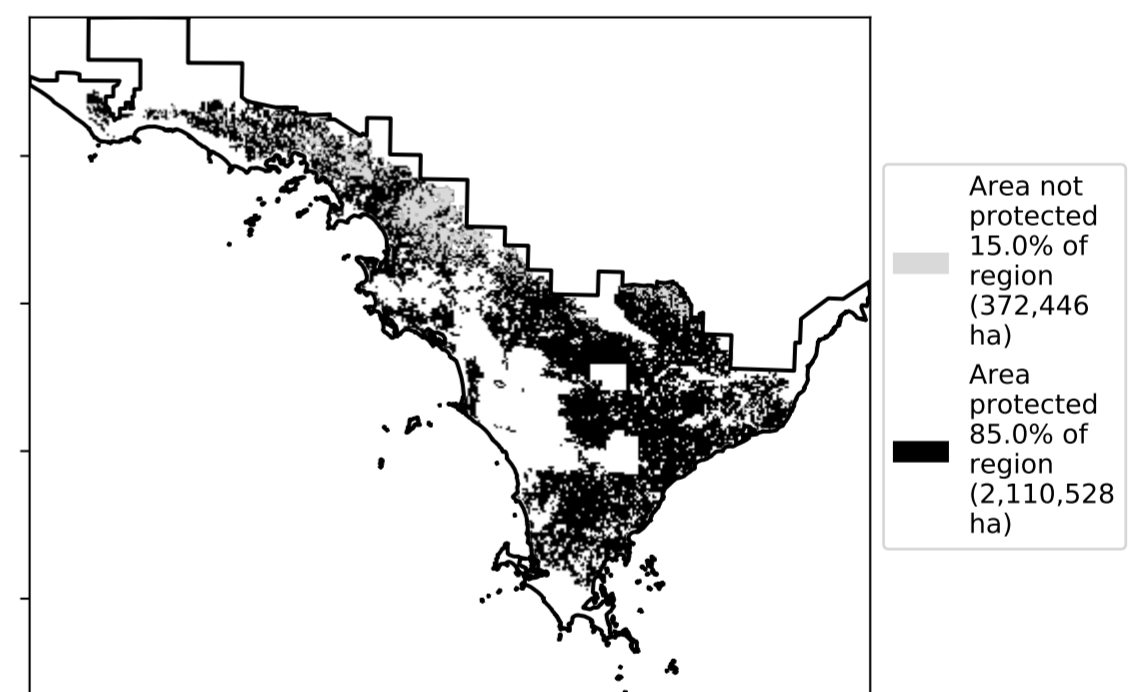 Area not
protected
15.0% of
region
(372,446
ha)
Area
protected
85.0% of
region
(2,110,528
ha)